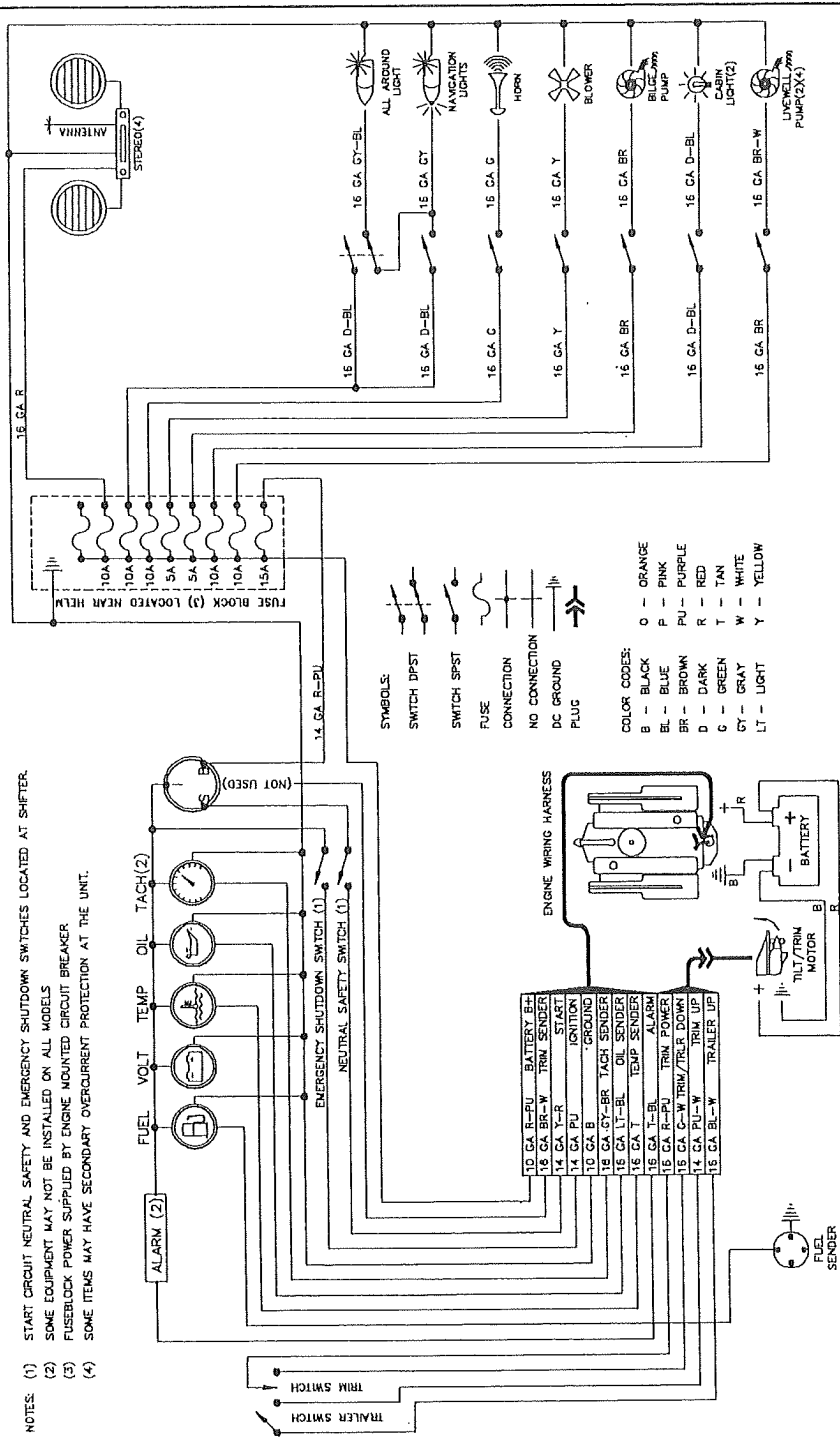 NOTES: (1) START CIRCUIT NEUTRAL SAFETY AND EMERGENCY SHUTDOWN SWITCHES LOCATED AT SHIFTER.
(2) SOME EQUIPMENT MAY NOT BE INSTALLED ON ALL MODELS
(3) FUSEBLOCK POWER SUPPLIED BY ENGINE MOUNTED CIRCUIT BREAKER
(4) SOME ITEMS MAY HAVE SECONDARY OVERCURRENT PROTECTION AT THE UNIT.
ALARM (2)
FUEL
VOLT
TEMP
OIL
TACH(2)
S
B
(NOT USED)
EMERGENCY SHUTDOWN SWITCH (1)
NEUTRAL SAFETY SWITCH (1)
14 GA R-PU
FUSE BLOCK (3) LOCATED NEAR HELM
10A
10A
10A
5A
5A
10A
10A
15A
16 GA R
STEREO(4)
ANTENNA
16 GA D-BL
16 GA GY-BL
ALL AROUND
LIGHT
16 GA D-BL
16 GA GY
NAVIGATION
LIGHTS
16 GA G
16 GA G
HORN
16 GA Y
16 GA Y
BLOWER
16 GA BR
16 GA BR
BILGE
PUMP
16 GA D-BL
16 GA D-BL
CABIN
LIGHT(2)
16 GA BR
16 GA BR-W
LIVEWELL
PUMP(2)(4)
SYMBOLS:
SWITCH DPST
SWITCH SPST
FUSE
CONNECTION
NO CONNECTION
DC GROUND
PLUG
COLOR CODES:
B - BLACK O - ORANGE
BL - BLUE P - PINK
BR - BROWN PU - PURPLE
D - DARK R - RED
G - GREEN T - TAN
GY - GRAY W - WHITE
LT - LIGHT Y - YELLOW
10 GA R-PU BATTERY B+
16 GA BR-W TRIM SENDER
14 GA Y-R START
14 GA PU IGNITION
10 GA B GROUND
16 GA GY-BR TACH SENDER
16 GA LT-BL OIL SENDER
16 GA T TEMP SENDER
16 GA T-BL ALARM
16 GA R-PU TRIM POWER
16 GA G-W TRIM/TRLR DOWN
14 GA PU-W TRIM UP
16 GA BL-W TRAILER UP
ENGINE WIRING HARNESS
+
R
B
- +
BATTERY
B
R
+
TILT/TRIM
MOTOR
TRIM SWITCH
TRAILER SWITCH
FUEL
SENDER